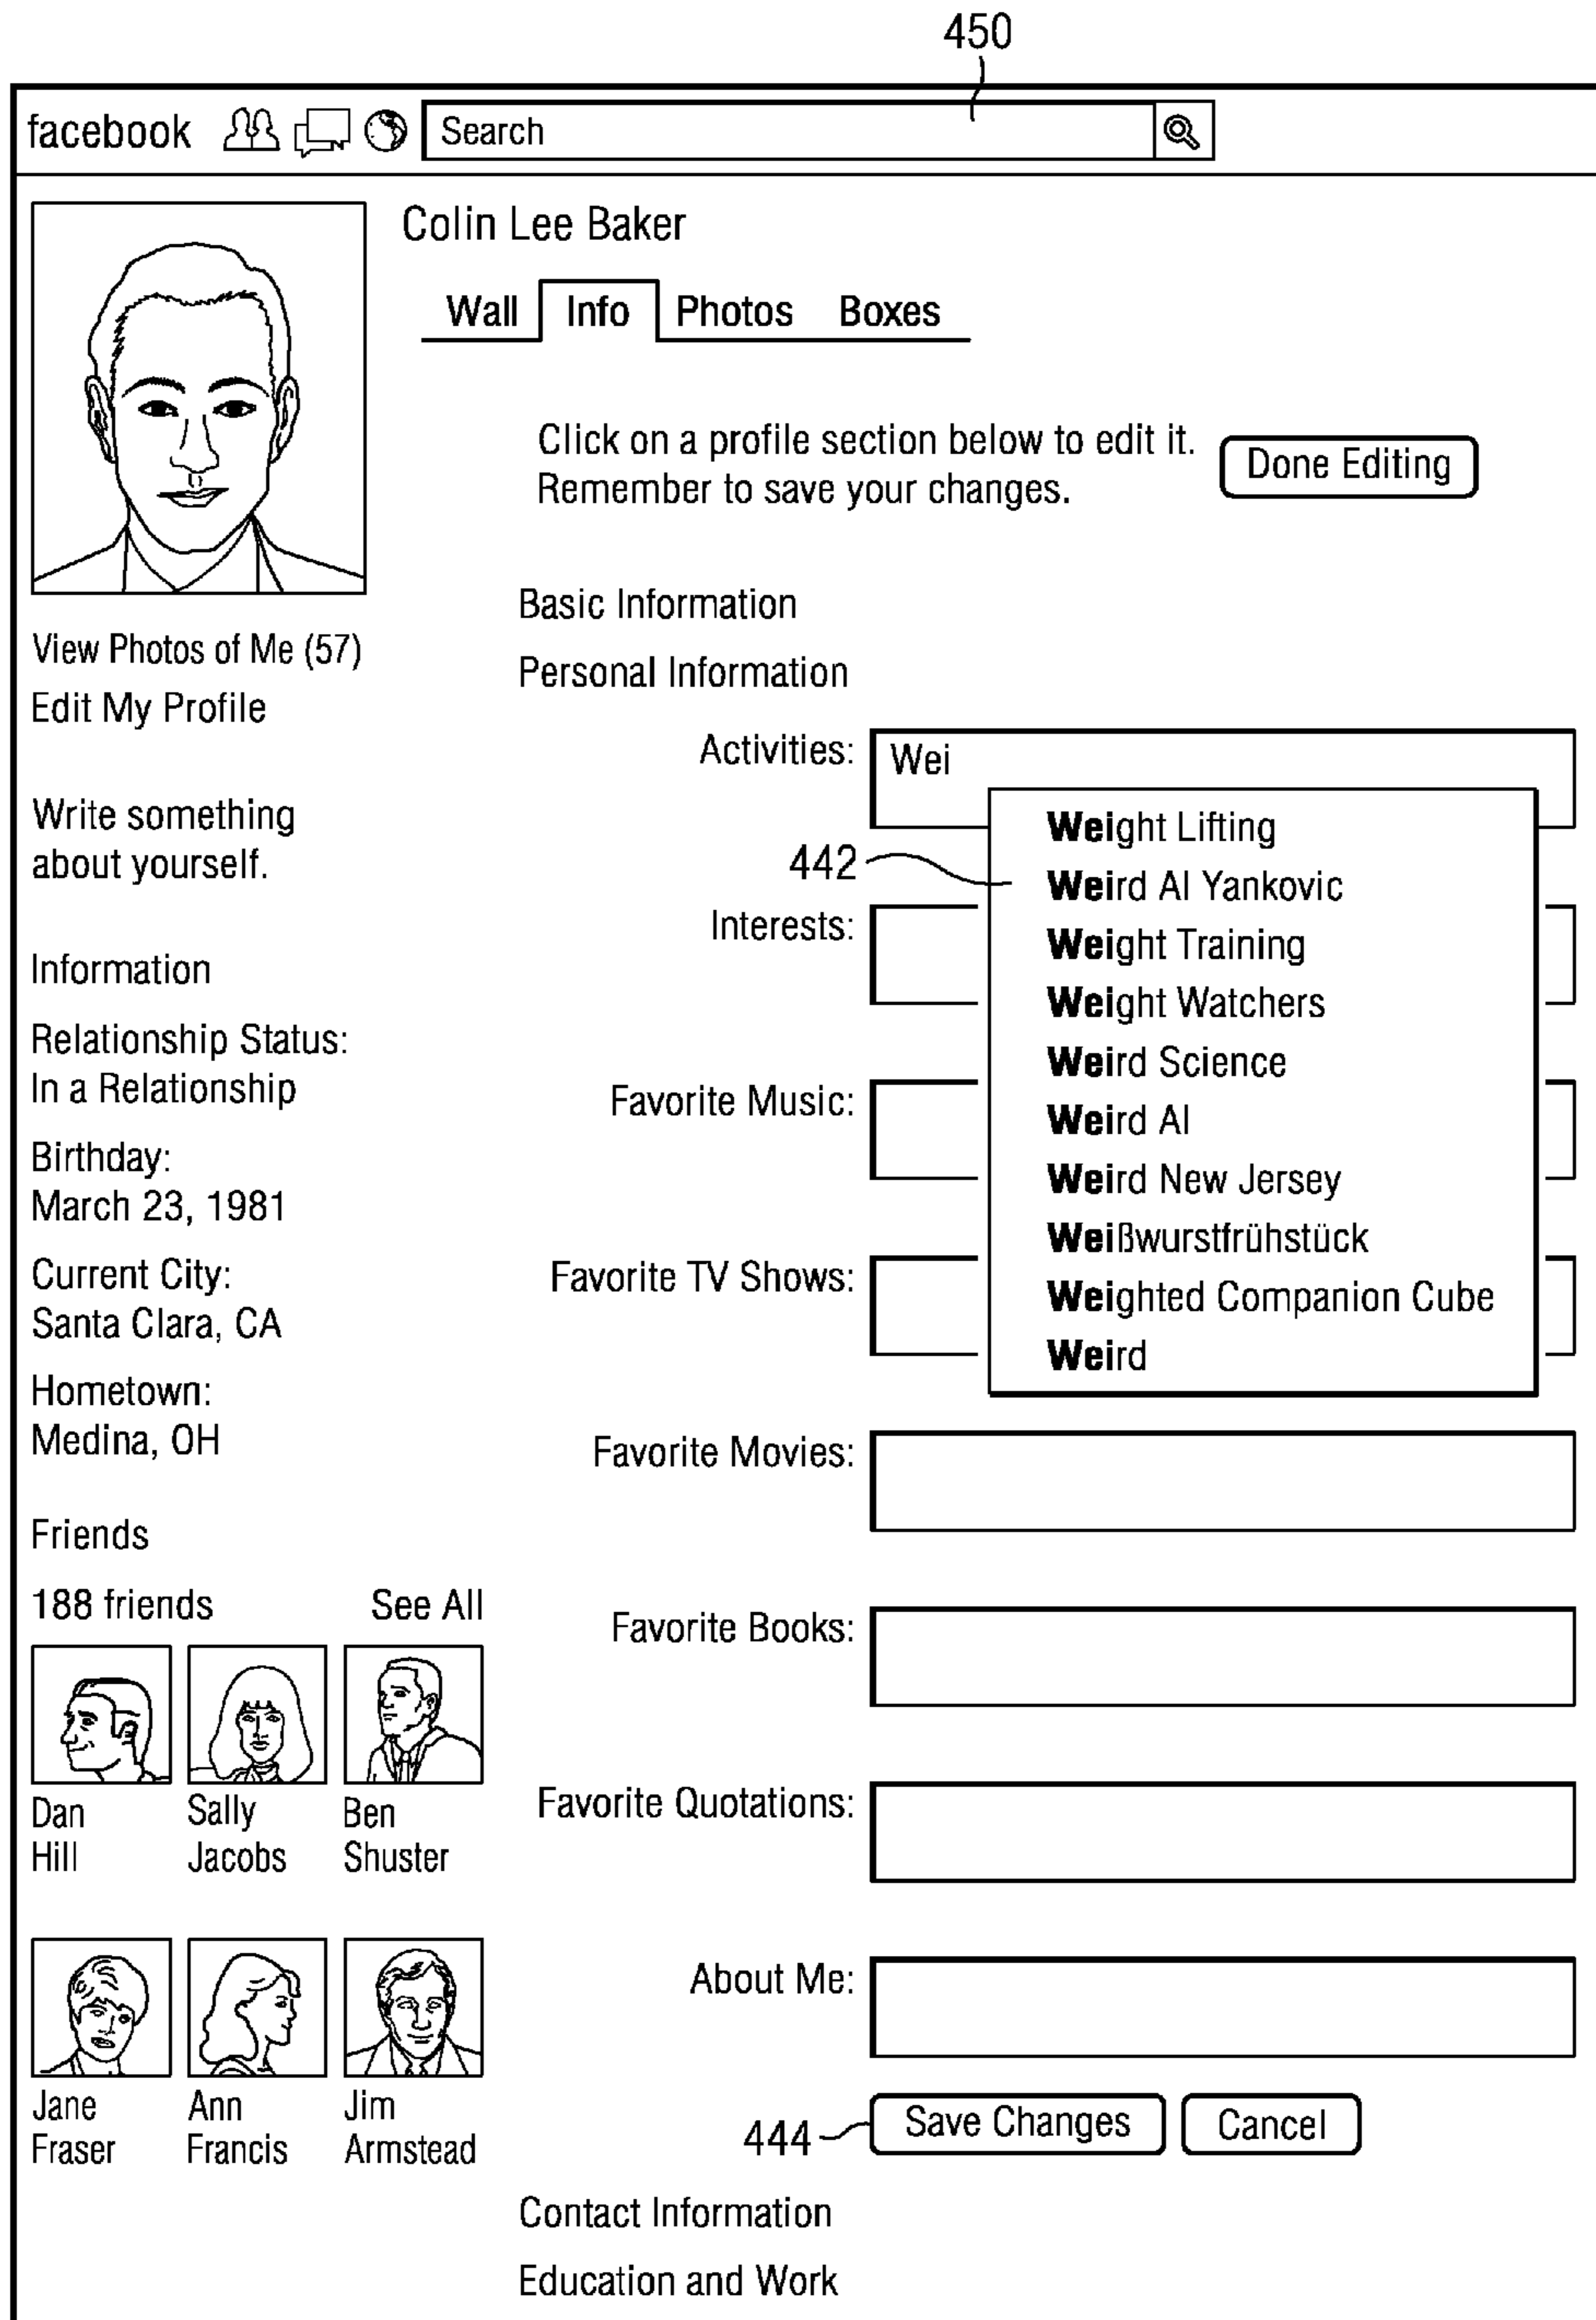 450
facebook
Search
Colin Lee Baker
Wall Info Photos Boxes
Click on a profile section below to edit it.
Remember to save your changes.
Done Editing
View Photos of Me (57)
Edit My Profile
Write something
about yourself.
Information
Relationship Status:
In a Relationship
Birthday:
March 23, 1981
Current City:
Santa Clara, CA
Hometown:
Medina, OH
Friends
188 friends See All
Dan
Hill
Sally
Jacobs
Ben
Shuster
Jane
Fraser
Ann
Francis
Jim
Armstead
Basic Information
Personal Information
Activities: Wei
442
Weight Lifting
Weird Al Yankovic
Weight Training
Weight Watchers
Weird Science
Weird Al
Weird New Jersey
Weißwurstfrühstück
Weighted Companion Cube
Weird
Interests:
Favorite Music:
Favorite TV Shows:
Favorite Movies:
Favorite Books:
Favorite Quotations:
About Me:
444 Save Changes Cancel
Contact Information
Education and Work